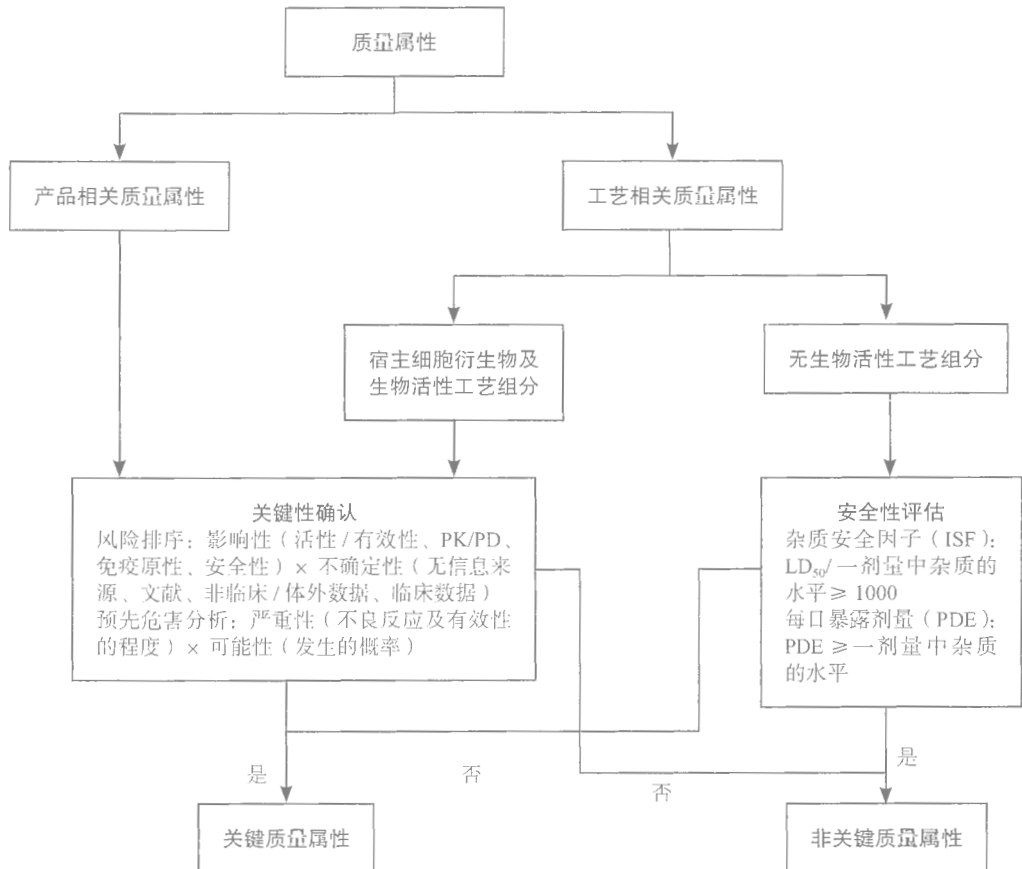 质量属性
产品相关质量属性
工艺相关质量属性
宿主细胞衍生物及
生物活性工艺组分
无生物活性工艺组分
关键性确认
风险排序：影响性（活性/有效性、PK/PD、
免疫原性、安全性）× 不确定性（无信息来
源、文献、非临床/体外数据、临床数据）
预先危害分析：严重性（不良反应及有效性
的程度）× 可能性（发生的概率）
安全性评估
杂质安全因子（ISF）：
LD₅₀/一剂量中杂质的
水平≥1000
每日暴露剂量（PDE）：
PDE≥一剂量中杂质
的水平
是
否
否
是
关键质量属性
非关键质量属性